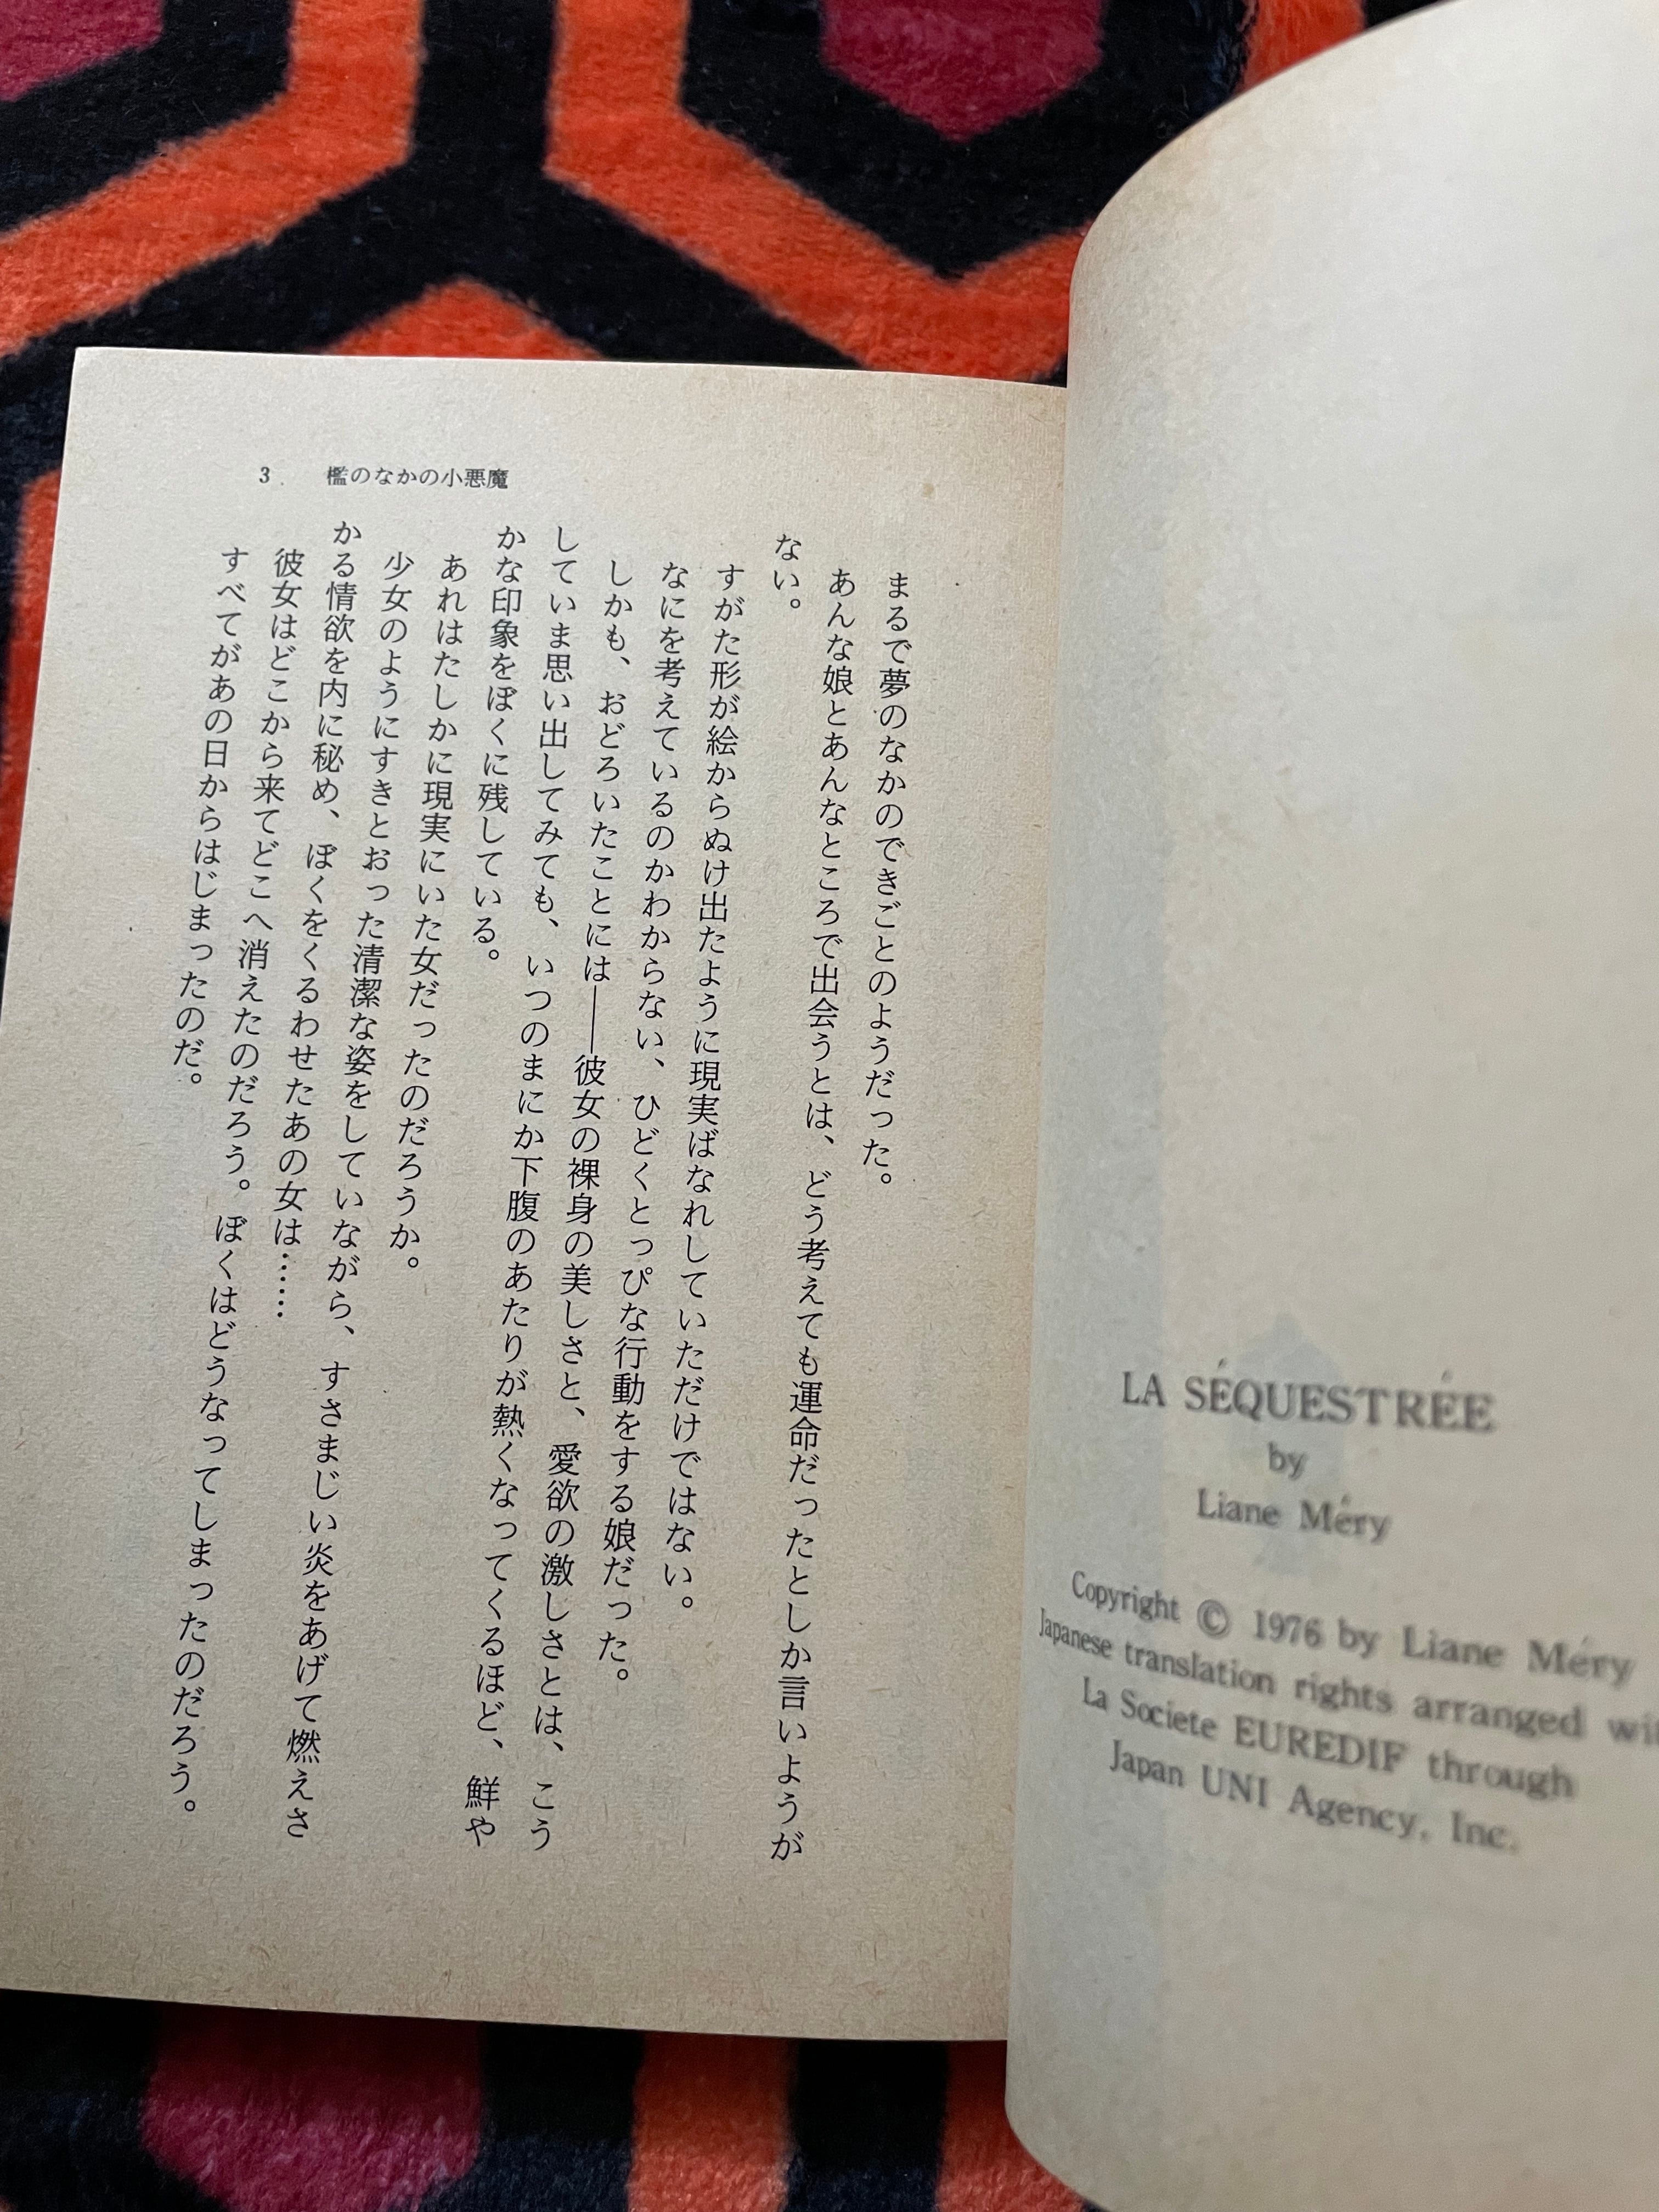 LA SÉQUESTRÉE
by
Liane Méry
Copyright © 1976 by Liane Méry
Japanese translation rights arranged
La Societe EUREDIF through
Japan UNI Agency, Inc.
3 檻のなかの小悪魔
まるで夢のなかのできごとのようだった。
あんな娘とあんなところで出会うとは、どう考えても運命だったとしか言いようが
ない。
すがた形が絵からぬけ出たように現実ばなれしていただけではない。
なにを考えているのかわからない、ひどくとっぴな行動をする娘だった。
しかも、おどろいたことには――彼女の裸身の美しさと、愛欲の激しさとは、こう
していま思い出してみても、いつのまにか下腹のあたりが熱くなってくるほど、鮮や
かな印象をぼくに残している。
あれはたしかに現実にいた女だったのだろうか。
少女のようにすきとおった清潔な姿をしていながら、すさまじい炎をあげて燃えさ
かる情欲を内に秘め、ぼくをくるわせたあの女は……
彼女はどこから来てどこへ消えたのだろう。ぼくはどうなってしまったのだろう。
すべてがあの日からはじまったのだ。